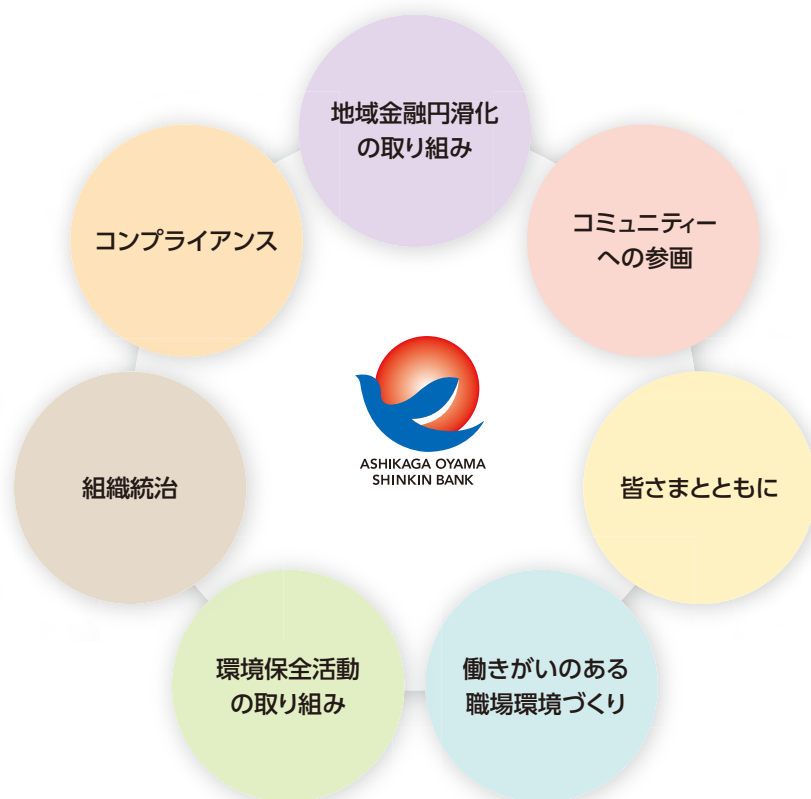 地域金融円滑化
の取り組み
コミュニティー
への参画
コンプライアンス
ASHIKAGA OYAMA
SHINKIN BANK
組織統治
皆さまとともに
環境保全活動
の取り組み
働きがいのある
職場環境づくり